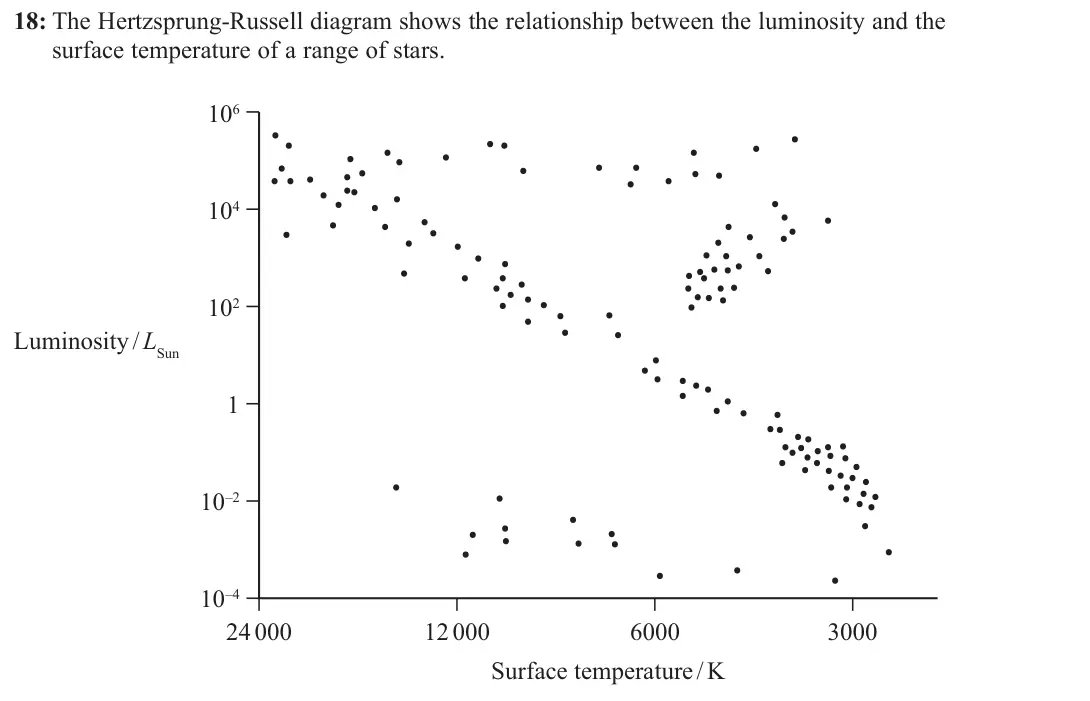 18: The Hertzsprung-Russell diagram shows the relationship between the luminosity and the
surface temperature of a range of stars.
10⁶
10⁴
10²
Luminosity / L_Sun
1
10⁻²
10⁻⁴
24 000 12 000 6000 3000
Surface temperature / K